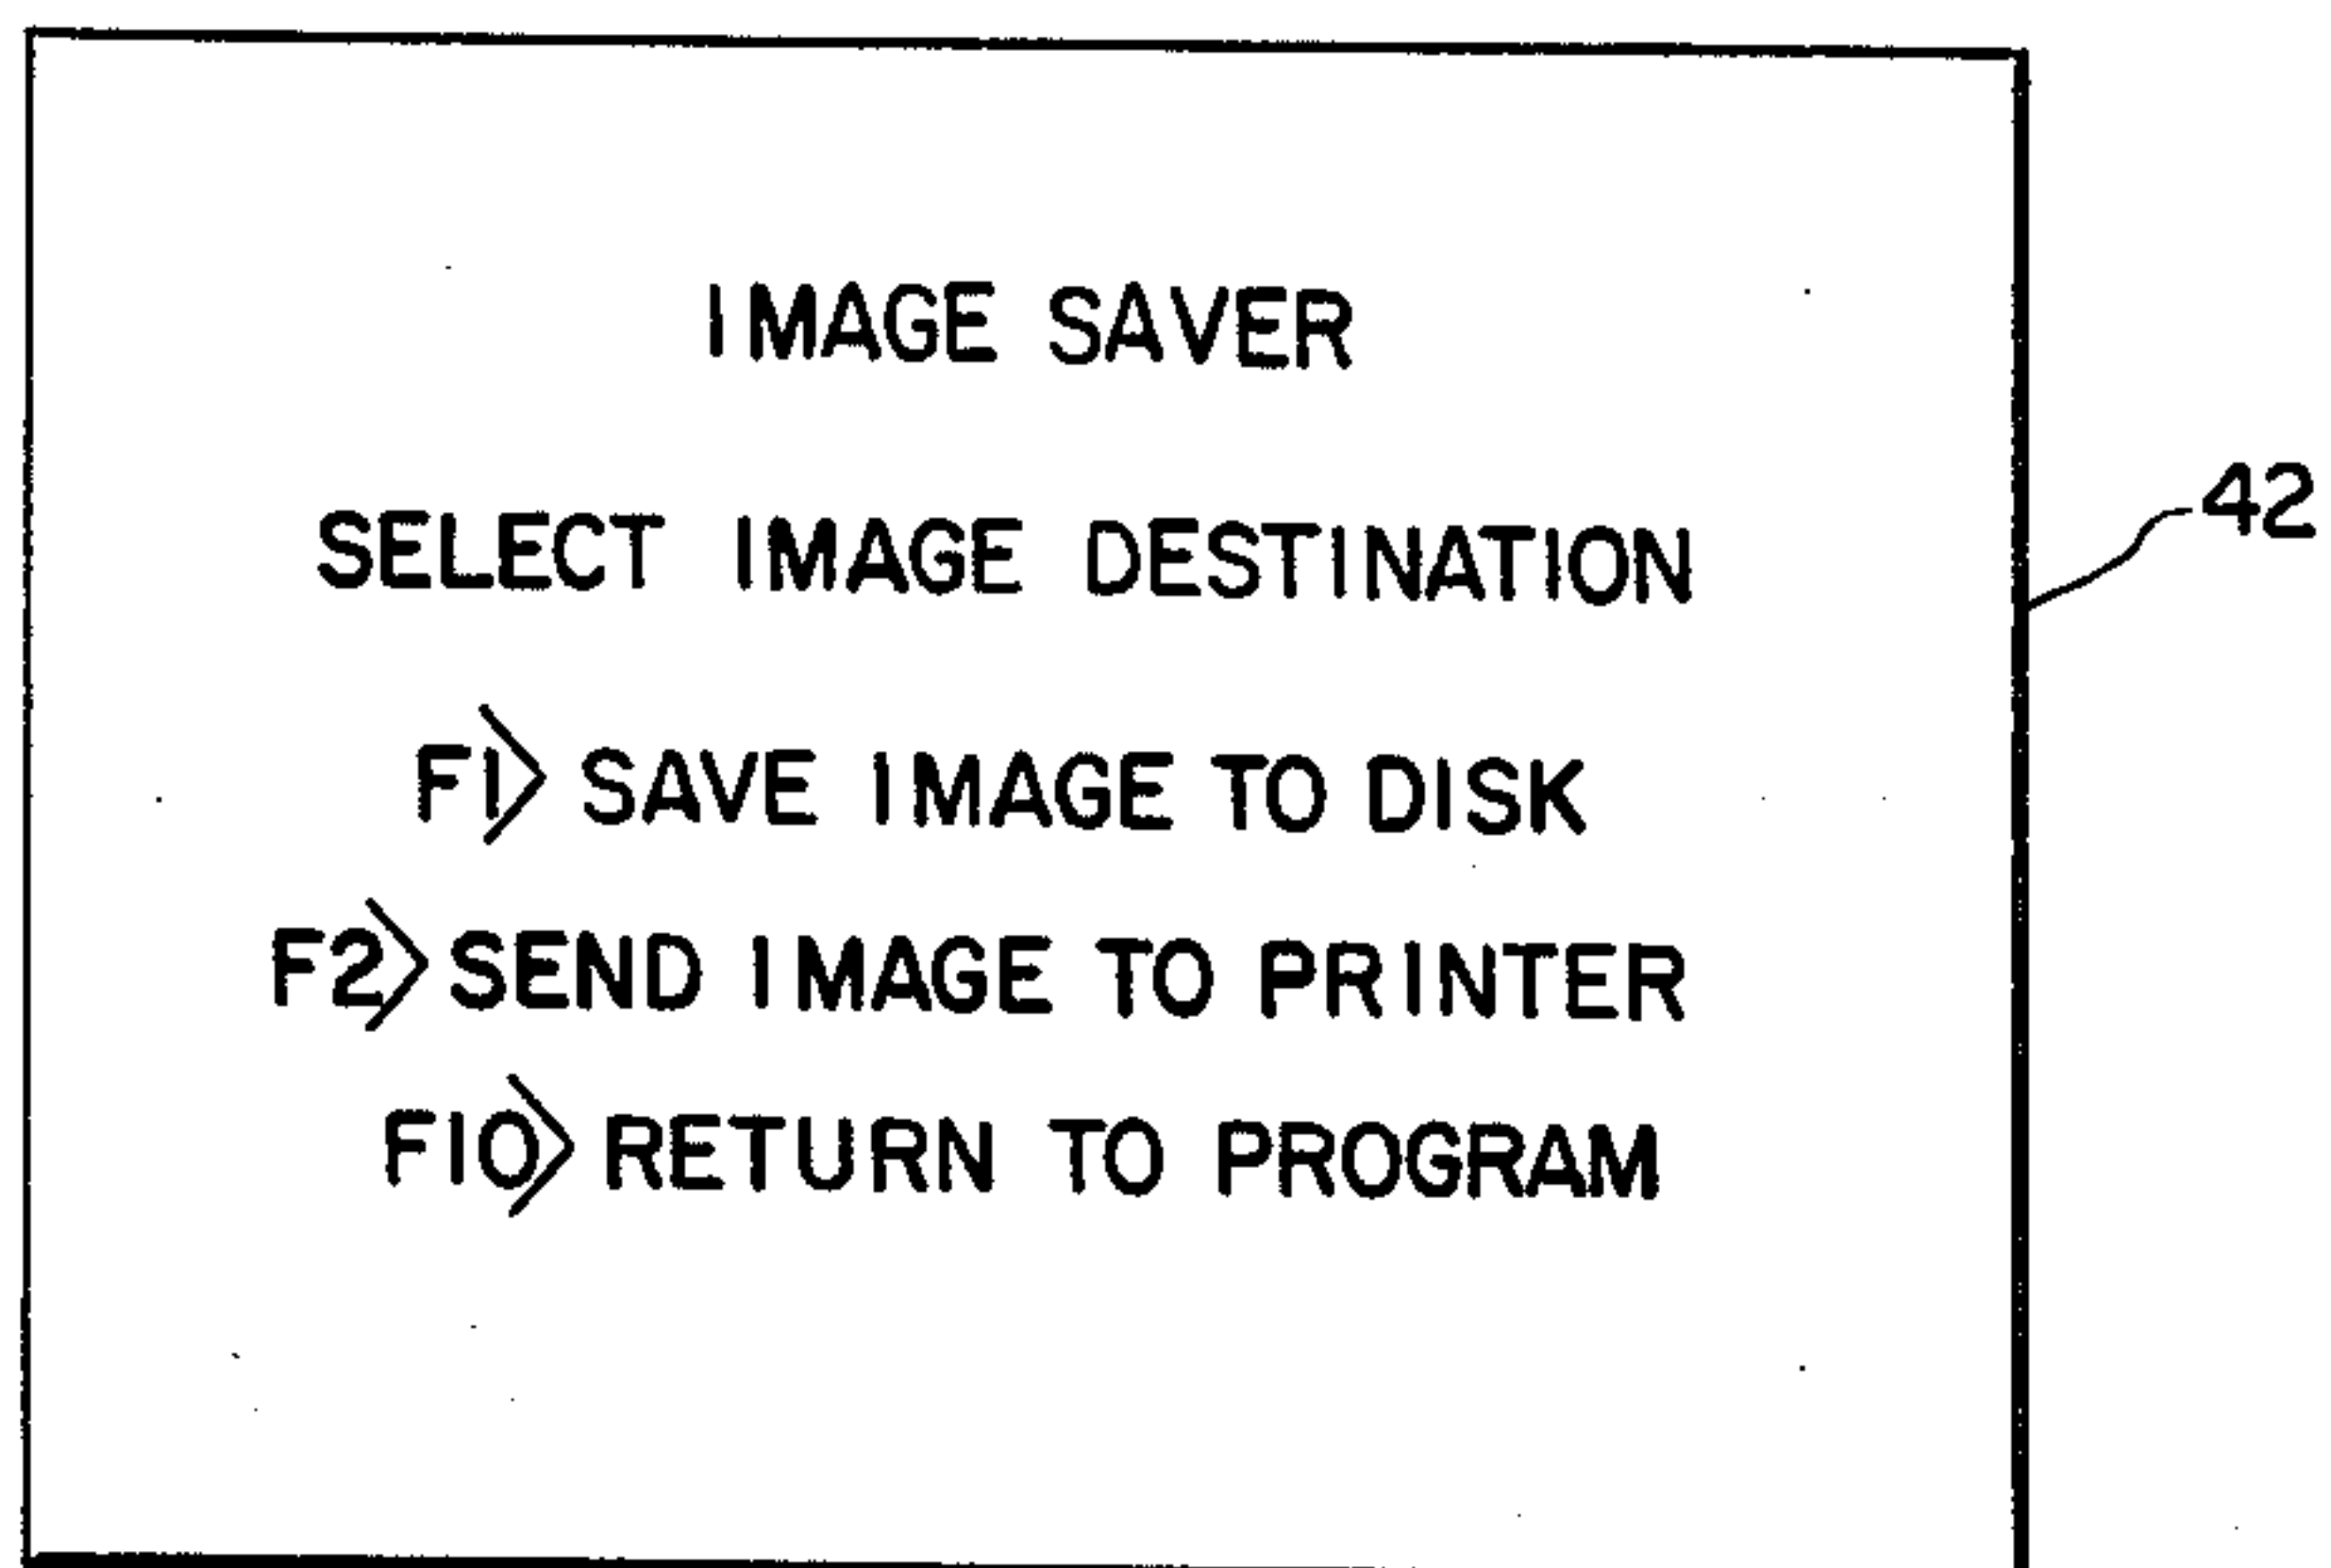 IMAGE SAVER
SELECT IMAGE DESTINATION
42
F1> SAVE IMAGE TO DISK
F2> SEND IMAGE TO PRINTER
F10> RETURN TO PROGRAM